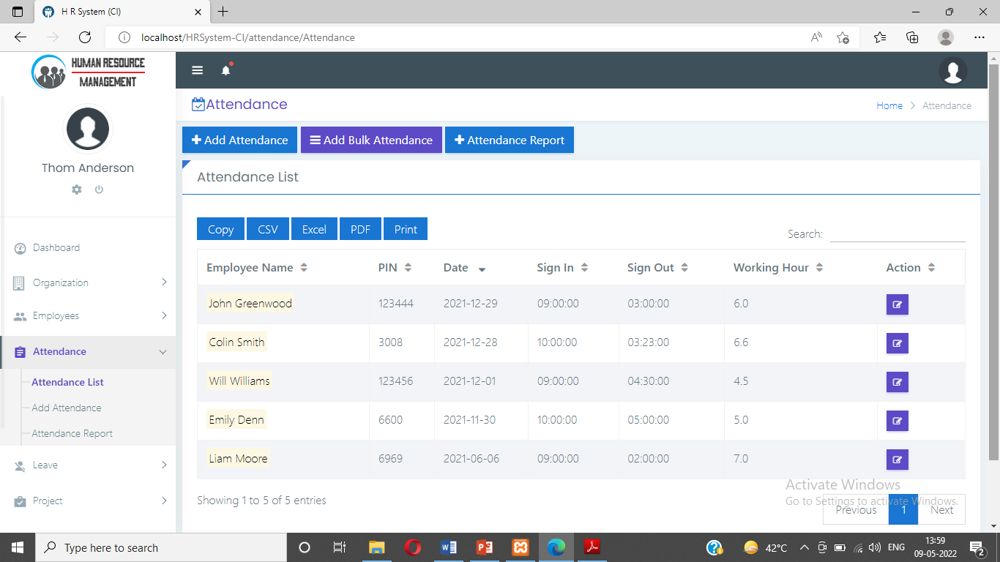 H R System (CI)
localhost/HRSystem-CI/attendance/Attendance
HUMAN RESOURCE
MANAGEMENT
Thom Anderson
Dashboard
Organization
Employees
Attendance
Attendance List
Add Attendance
Attendance Report
Leave
Project
Attendance
Home > Attendance
Add Attendance Add Bulk Attendance Attendance Report
Attendance List
Copy CSV Excel PDF Print
Search:
Employee Name PIN Date Sign In Sign Out Working Hour Action
John Greenwood 123444 2021-12-29 09:00:00 03:00:00 6.0
Colin Smith 3008 2021-12-28 10:00:00 03:23:00 6.6
Will Williams 123456 2021-12-01 09:00:00 04:30:00 4.5
Emily Denn 6600 2021-11-30 10:00:00 05:00:00 5.0
Liam Moore 6969 2021-06-06 09:00:00 02:00:00 7.0
Showing 1 to 5 of 5 entries
Activate Windows
Go to Settings to activate Windows.
Previous 1 Next
Type here to search
42°C
ENG
13:59
09-05-2022
2